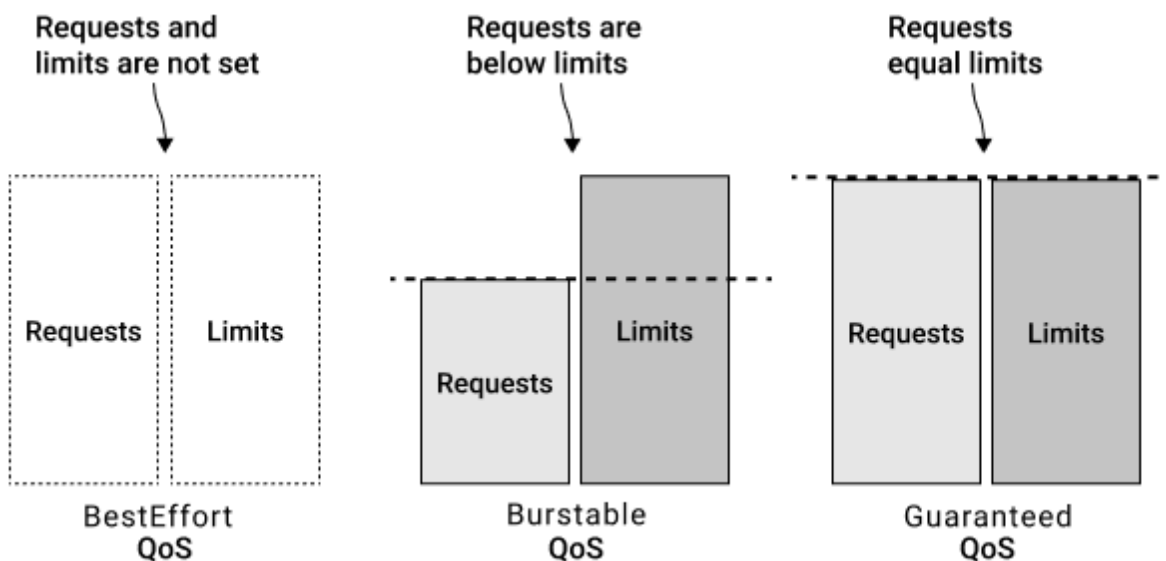 Requests and
limits are not set
Requests
Limits
BestEffort
QoS
Requests are
below limits
Requests
Limits
Burstable
QoS
Requests
equal limits
Requests
Limits
Guaranteed
QoS